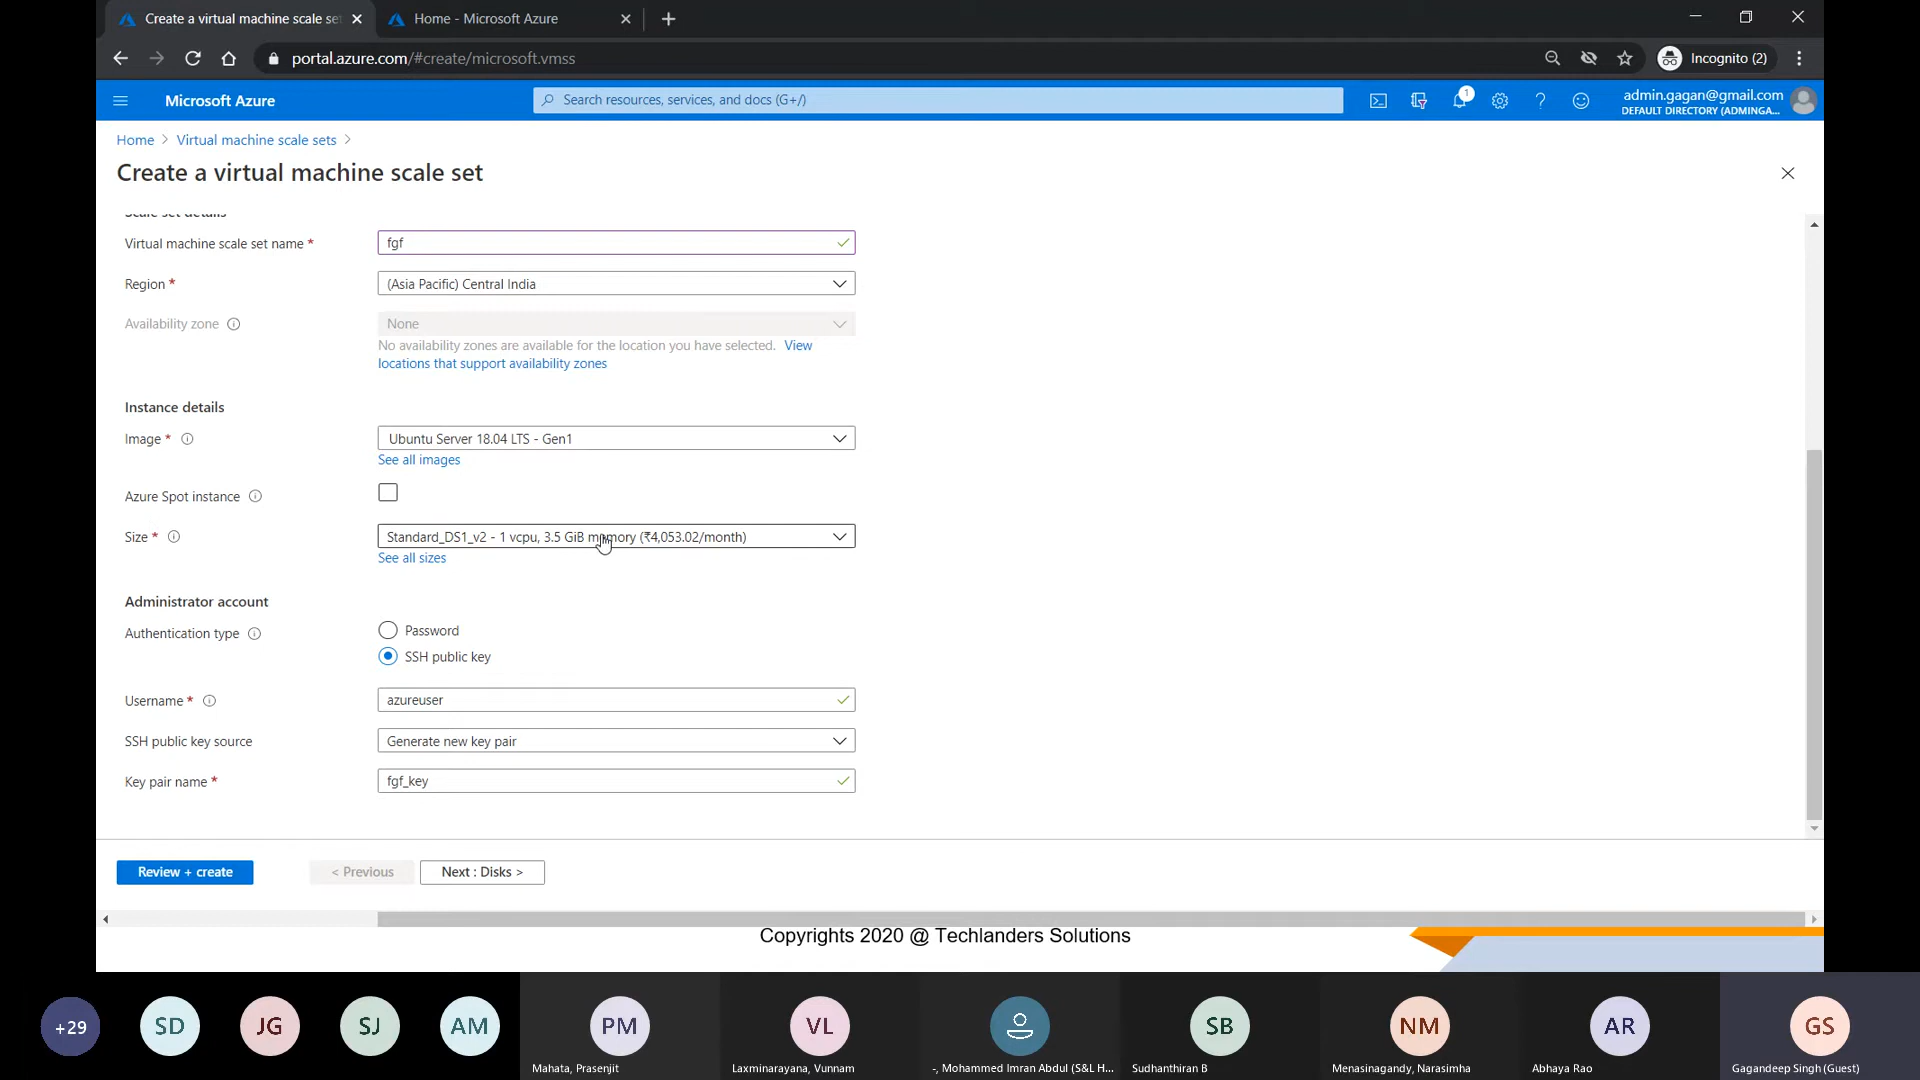 Create a virtual machine scale se
Home - Microsoft Azure
portal.azure.com/#create/microsoft.vmss
Incognito (2)
Microsoft Azure
Search resources, services, and docs (G+/)
1
admin.gagan@gmail.com
DEFAULT DIRECTORY (ADMINGA...
Home > Virtual machine scale sets >
Create a virtual machine scale set
Scale set details
Virtual machine scale set name *
fgf
Region *
(Asia Pacific) Central India
Availability zone
None
No availability zones are available for the location you have selected. View
locations that support availability zones
Instance details
Image *
Ubuntu Server 18.04 LTS - Gen1
See all images
Azure Spot instance
Size *
Standard_DS1_v2 - 1 vcpu, 3.5 GiB memory (₹4,053.02/month)
See all sizes
Administrator account
Authentication type
Password
SSH public key
Username *
azureuser
SSH public key source
Generate new key pair
Key pair name *
fgf_key
Review + create
< Previous
Next : Disks >
Copyrights 2020 @ Techlanders Solutions
+29
SD
JG
SJ
AM
PM
VL
SB
NM
AR
GS
Mahata, Prasenjit
Laxminarayana, Vunnam
-, Mohammed Imran Abdul (S&L H...
Sudhanthiran B
Menasinagandy, Narasimha
Abhaya Rao
Gagandeep Singh (Guest)